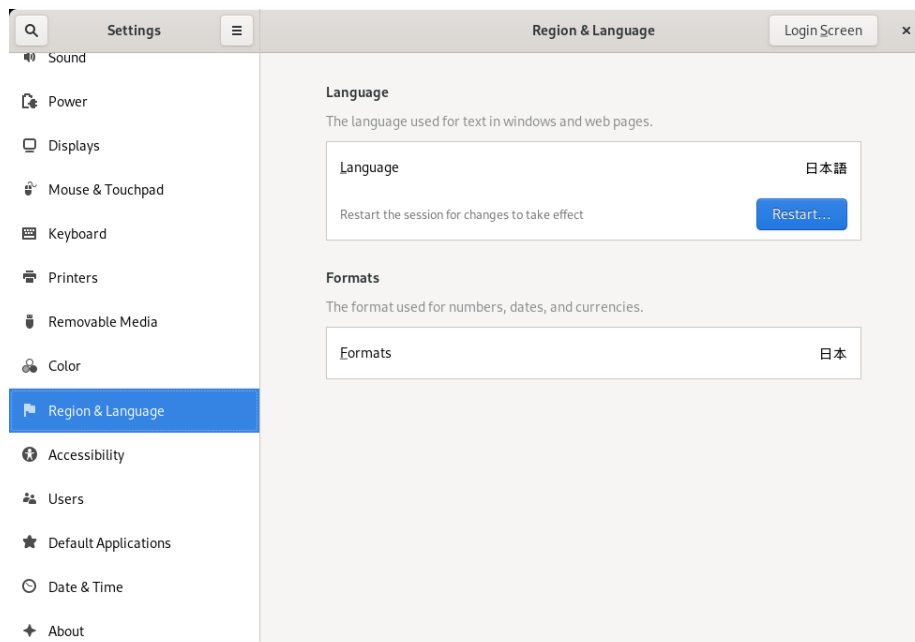 Settings
Region & Language
Login Screen
Sound
Power
Displays
Mouse & Touchpad
Keyboard
Printers
Removable Media
Color
Region & Language
Accessibility
Users
Default Applications
Date & Time
About
Language
The language used for text in windows and web pages.
Language 日本語
Restart the session for changes to take effect Restart...
Formats
The format used for numbers, dates, and currencies.
Formats 日本